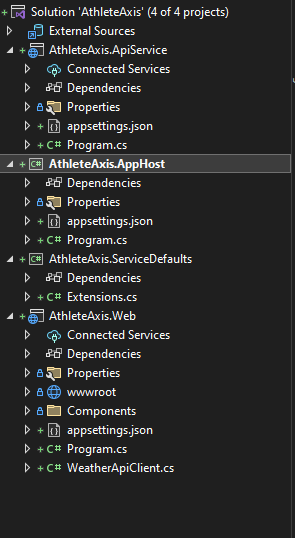 Solution 'AthleteAxis' (4 of 4 projects)
External Sources
AthleteAxis.ApiService
Connected Services
Dependencies
Properties
appsettings.json
C# Program.cs
C# AthleteAxis.AppHost
Dependencies
Properties
appsettings.json
C# Program.cs
C# AthleteAxis.ServiceDefaults
Dependencies
C# Extensions.cs
AthleteAxis.Web
Connected Services
Dependencies
Properties
wwwroot
Components
appsettings.json
C# Program.cs
C# WeatherApiClient.cs